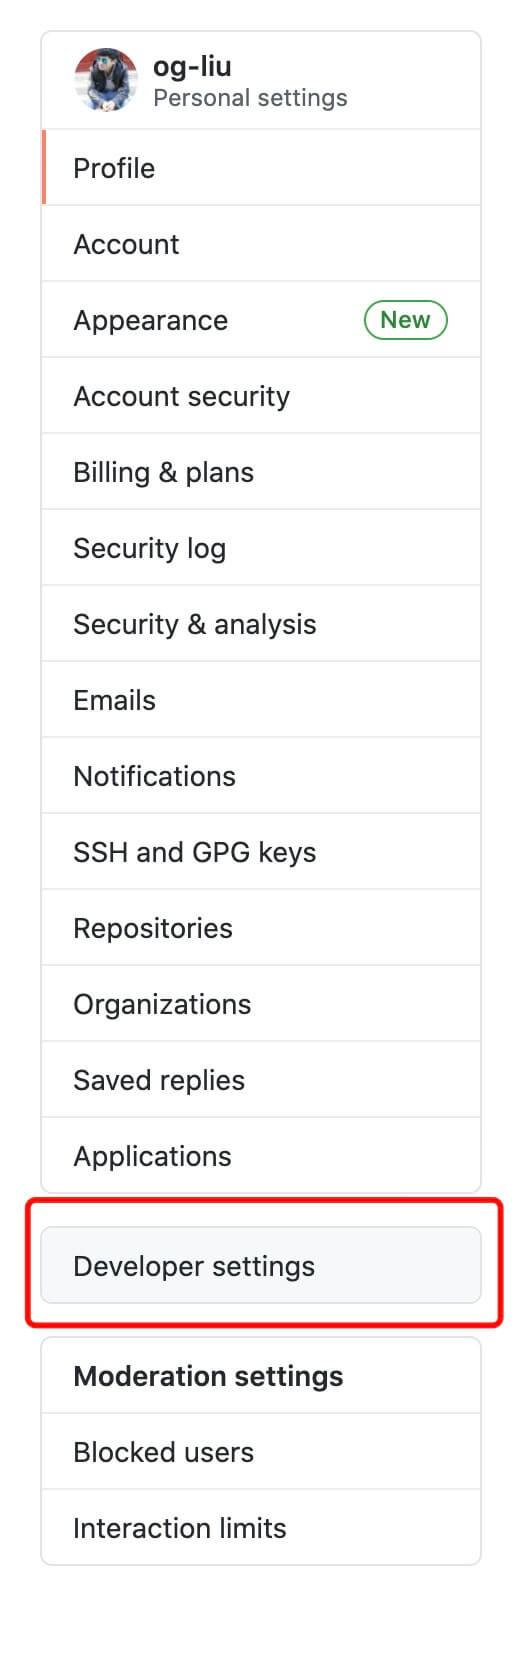 og-liu
Personal settings
Profile
Account
Appearance New
Account security
Billing & plans
Security log
Security & analysis
Emails
Notifications
SSH and GPG keys
Repositories
Organizations
Saved replies
Applications
Developer settings
Moderation settings
Blocked users
Interaction limits